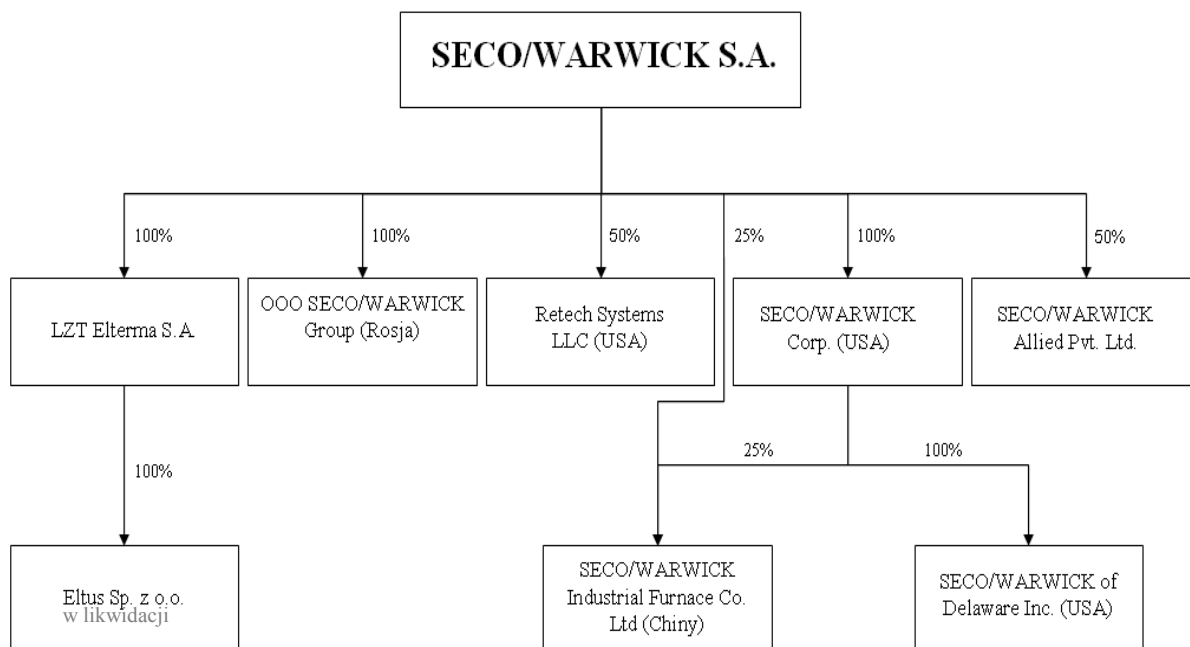 SECO/WARWICK S.A.
100%
100%
50%
25%
100%
50%
LZT Elterma S.A.
OOO SECO/WARWICK
Group (Rosja)
Retech Systems
LLC (USA)
SECO/WARWICK
Corp. (USA)
SECO/WARWICK
Allied Pvt. Ltd.
100%
25%
100%
Eltus Sp. z o.o.
w likwidacji
SECO/WARWICK
Industrial Furnace Co.
Ltd (Chiny)
SECO/WARWICK of
Delaware Inc. (USA)